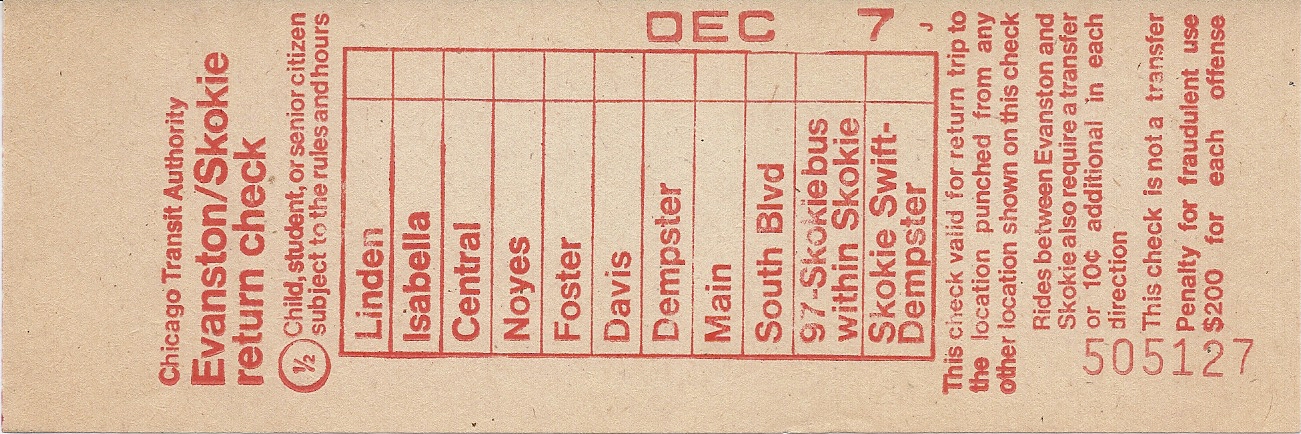 DEC 7 J
Chicago Transit Authority
Evanston/Skokie
return check
½ Child, student, or senior citizen
subject to the rules and hours
Linden
Isabella
Central
Noyes
Foster
Davis
Dempster
Main
South Blvd
97-Skokie bus
within Skokie
Skokie Swift-
Dempster
This check valid for return trip to
the location punched from any
other location shown on this check
Rides between Evanston and
Skokie also require a transfer
or 10¢ additional in each
direction
This check is not a transfer
Penalty for fraudulent use
$200 for each offense
505127